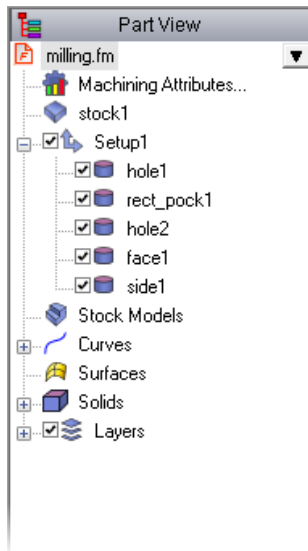 Part View
milling.fm
Machining Attributes...
stock1
Setup1
hole1
rect_pock1
hole2
face1
side1
Stock Models
Curves
Surfaces
Solids
Layers